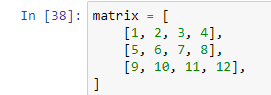 In [38]: matrix = [
    [1, 2, 3, 4],
    [5, 6, 7, 8],
    [9, 10, 11, 12],
]